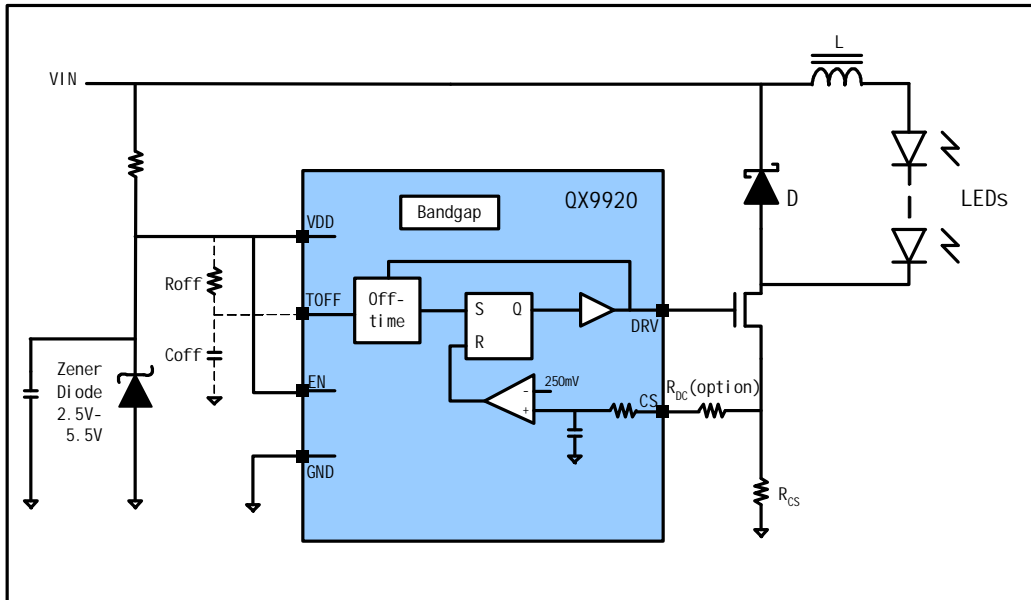 L
VIN
D
LEDs
QX9920
Bandgap
VDD
Roff
TOFF
Off-
time
S Q
R
DRV
Coff
EN
250mV
-
+
CS
RDC(option)
Zener
Diode
2.5V-
5.5V
GND
RCS